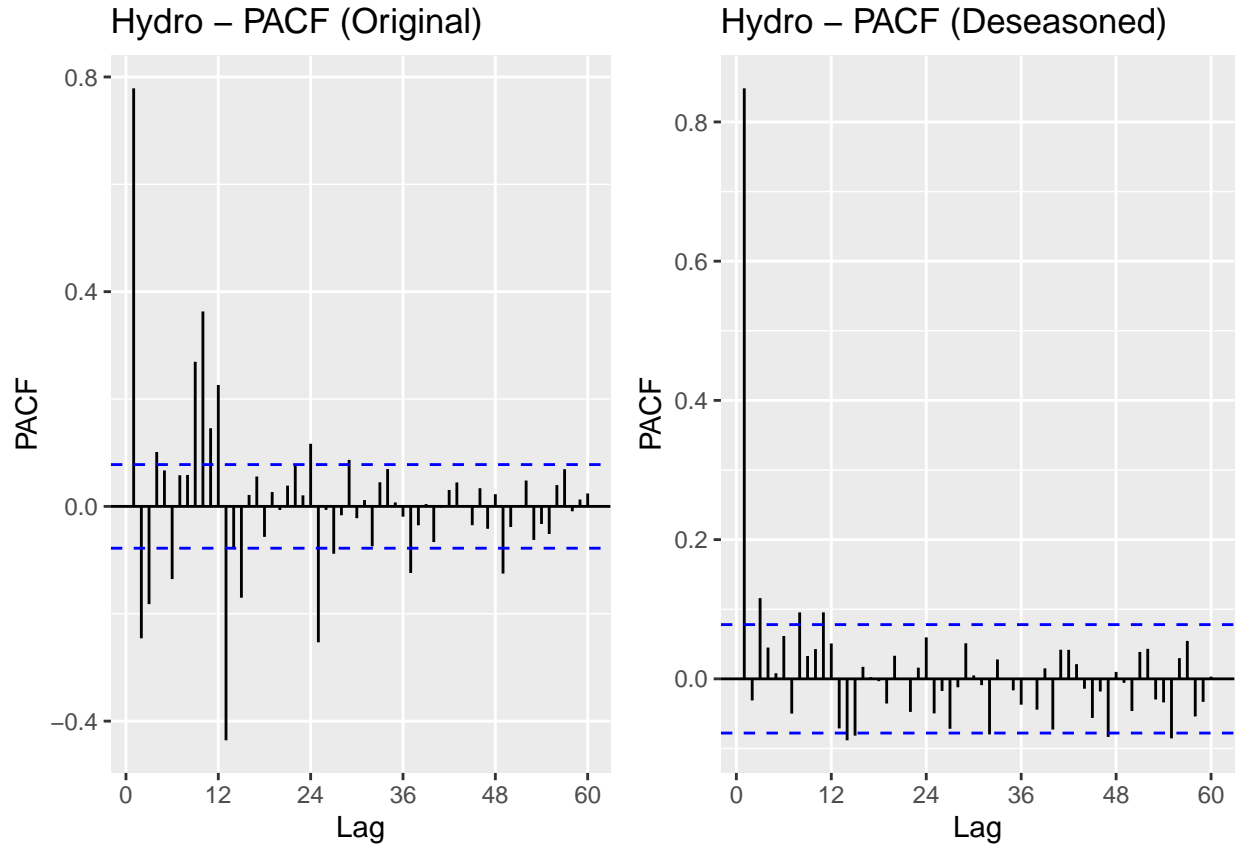 Hydro − PACF (Original)
0.8
0.4
0.0
−0.4
PACF
0 12 24 36 48 60
Lag
Hydro − PACF (Deseasoned)
0.8
0.6
0.4
0.2
0.0
PACF
0 12 24 36 48 60
Lag